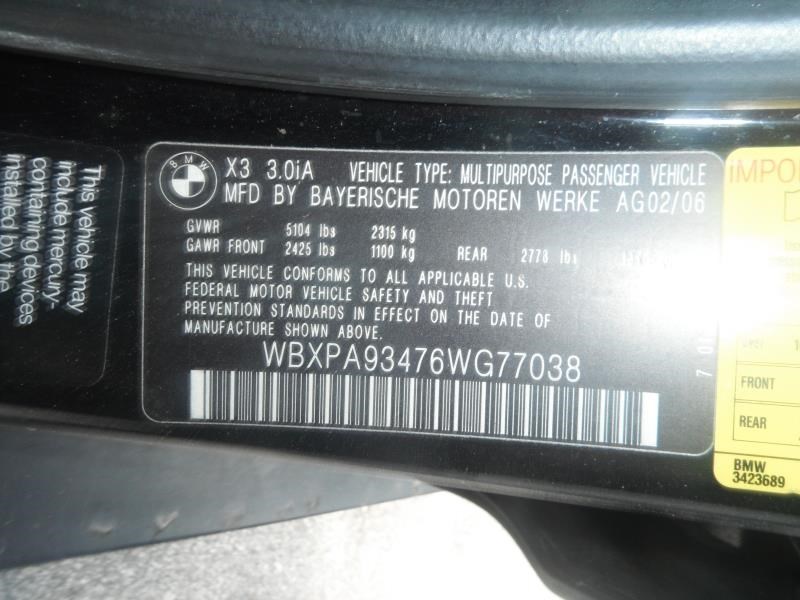 This vehicle may
include mercury-
containing devices
installed by the
BMW
X3 3.0iA VEHICLE TYPE: MULTIPURPOSE PASSENGER VEHICLE
MFD BY BAYERISCHE MOTOREN WERKE AG02/06
GVWR 5104 lbs 2315 kg
GAWR FRONT 2425 lbs 1100 kg REAR 2778 lbs
THIS VEHICLE CONFORMS TO ALL APPLICABLE U.S.
FEDERAL MOTOR VEHICLE SAFETY AND THEFT
PREVENTION STANDARDS IN EFFECT ON THE DATE OF
MANUFACTURE SHOWN ABOVE:
WBXPA93476WG77038
FRONT
REAR
BMW
3423689